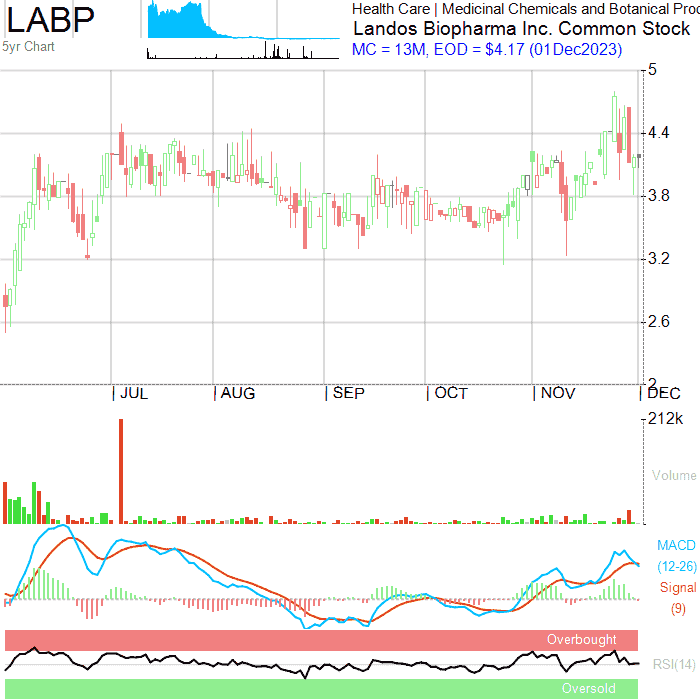 LABP
5yr Chart
Health Care | Medicinal Chemicals and Botanical Proc
Landos Biopharma Inc. Common Stock
MC = 13M, EOD = $4.17 (01Dec2023)
5
4.4
3.8
3.2
2.6
2
| JUL
| AUG
| SEP
| OCT
| NOV
| DEC
212k
Volume
MACD
(12-26)
Signal
(9)
Overbought
RSI(14)
Oversold